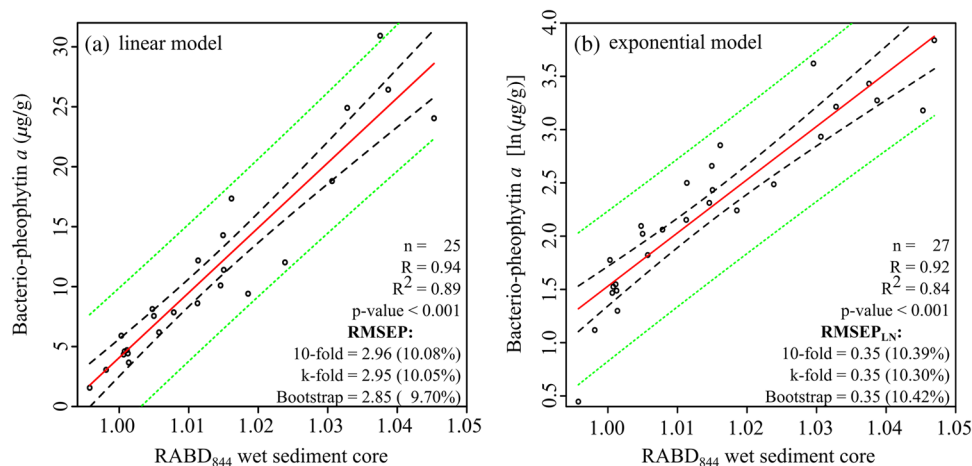 (a) linear model
Bacterio-pheophytin a (μg/g)
30
25
20
15
10
5
0
n = 25
R = 0.94
R² = 0.89
p-value < 0.001
RMSEP:
10-fold = 2.96 (10.08%)
k-fold = 2.95 (10.05%)
Bootstrap = 2.85 ( 9.70%)
1.00 1.01 1.02 1.03 1.04 1.05
RABD₈₄₄ wet sediment core
(b) exponential model
Bacterio-pheophytin a [ln(μg/g)]
4.0
3.5
3.0
2.5
2.0
1.5
1.0
0.5
n = 27
R = 0.92
R² = 0.84
p-value < 0.001
RMSEP_LN:
10-fold = 0.35 (10.39%)
k-fold = 0.35 (10.30%)
Bootstrap = 0.35 (10.42%)
1.00 1.01 1.02 1.03 1.04 1.05
RABD₈₄₄ wet sediment core